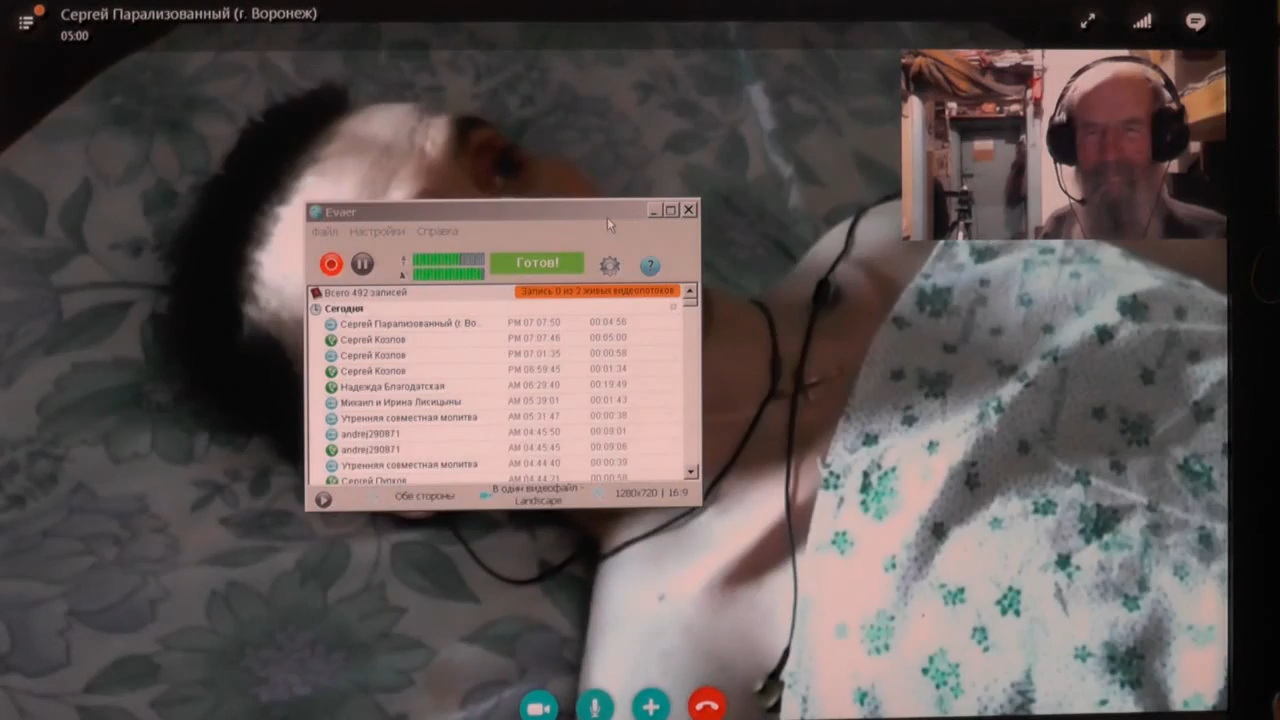 Сергей Парализованный (г. Воронеж)
05:00
Evaer
Файл Настройки Справка
Готов!
Всего 492 записей Запись 0 из 2 живых видеопотоков
Сегодня
Сергей Парализованный (г. Во... PM 07:07:50 00:04:56
Сергей Козлов PM 07:07:46 00:05:00
Сергей Козлов PM 07:01:35 00:00:58
Сергей Козлов PM 06:59:45 00:01:34
Надежда Благодатская AM 06:29:40 00:19:49
Михаил и Ирина Лисицыны AM 05:39:01 00:01:43
Утренняя совместная молитва AM 05:31:47 00:00:38
andrej290871 AM 04:45:50 00:09:01
andrej290871 AM 04:45:45 00:09:06
Утренняя совместная молитва AM 04:44:40 00:00:39
Сергей
Обе стороны В один видеофайл - Landscape 1280x720 | 16:9